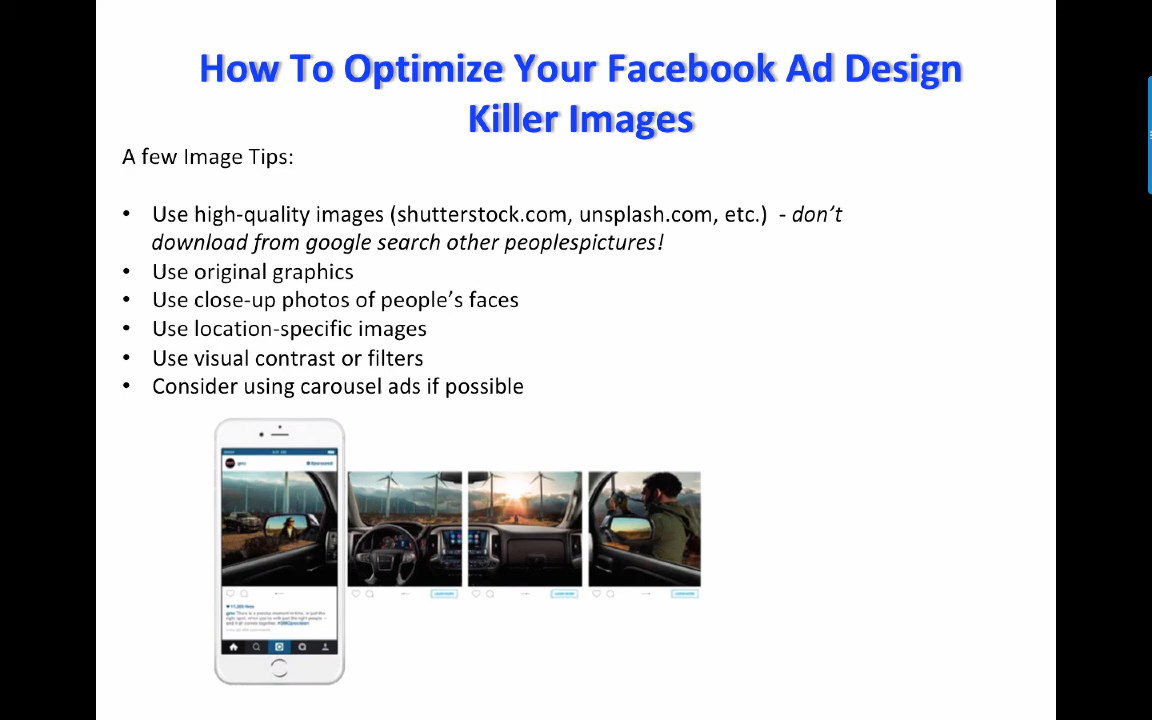 How To Optimize Your Facebook Ad Design
Killer Images
A few Image Tips:
• Use high-quality images (shutterstock.com, unsplash.com, etc.) - don't
download from google search other peoplespictures!
• Use original graphics
• Use close-up photos of people's faces
• Use location-specific images
• Use visual contrast or filters
• Consider using carousel ads if possible
gmc
Sponsored